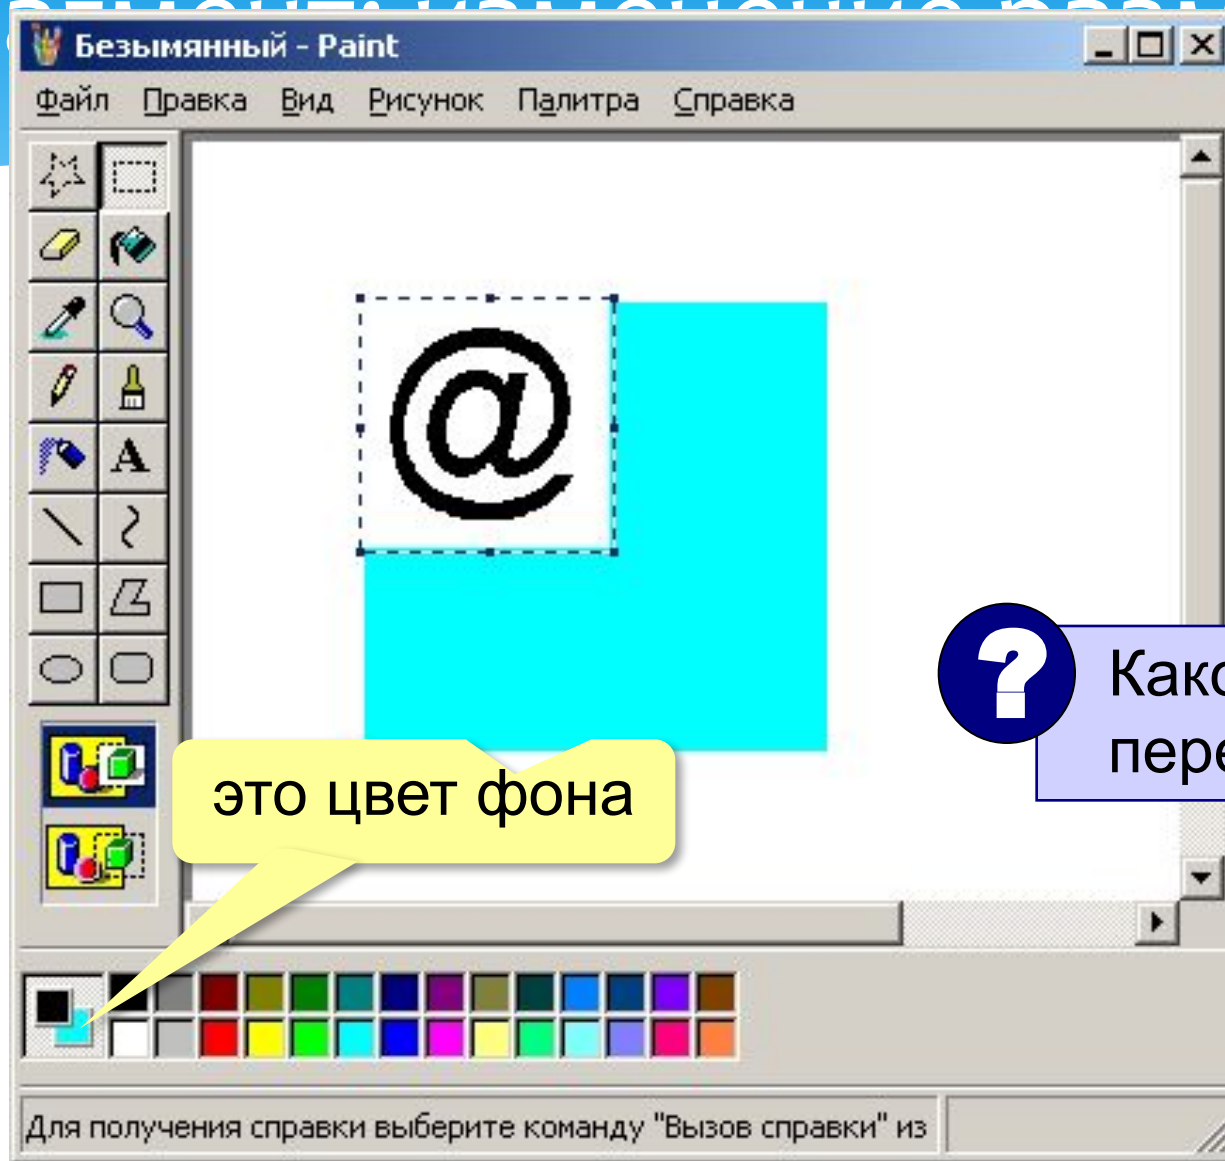 Безымянный - Paint
Файл Правка Вид Рисунок Палитра Справка
A
@
?
это цвет фона
Для получения справки выберите команду "Вызов справки" из